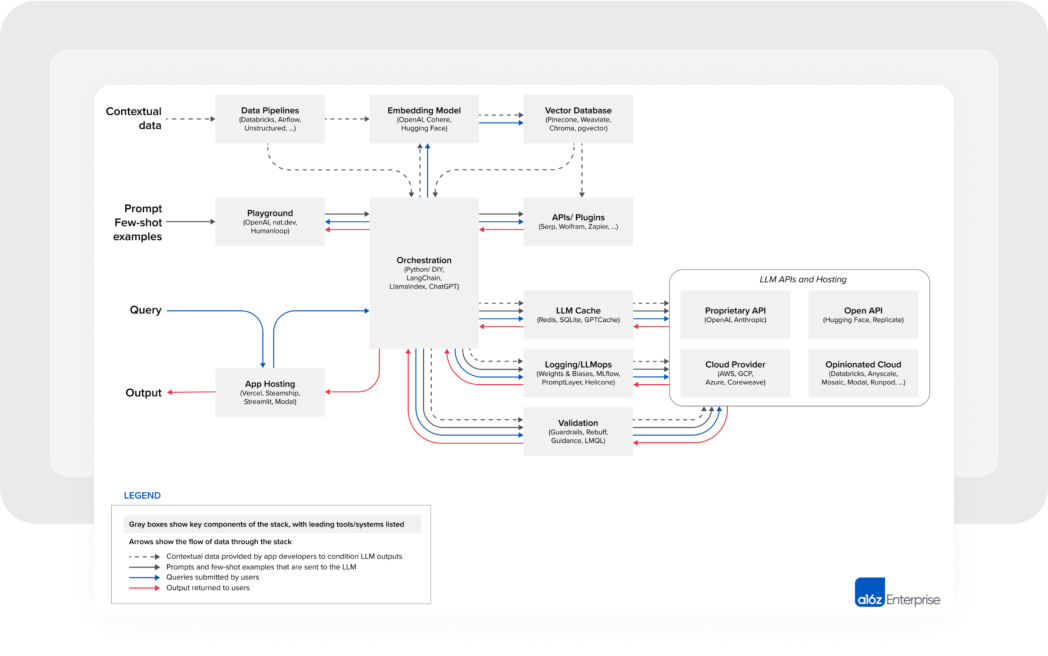 Contextual
data
Data Pipelines
(Databricks, Airflow,
Unstructured, ...)
Embedding Model
(OpenAI, Cohere,
Hugging Face)
Vector Database
(Pinecone, Weaviate,
Chroma, pgvector)
Prompt
Few-shot
examples
Playground
(OpenAI, nat.dev,
Humanloop)
Orchestration
(Python/ DIY,
LangChain,
LlamaIndex, ChatGPT)
APIs/ Plugins
(Serp, Wolfram, Zapier, ...)
Query
App Hosting
(Vercel, Steamship,
Streamlit, Modal)
Output
LLM Cache
(Redis, SQLite, GPTCache)
Logging/LLMops
(Weights & Biases, MLflow,
PromptLayer, Helicone)
Validation
(Guardrails, Rebuff,
Guidance, LMQL)
LLM APIs and Hosting
Proprietary API
(OpenAI, Anthropic)
Open API
(Hugging Face, Replicate)
Cloud Provider
(AWS, GCP,
Azure, Coreweave)
Opinionated Cloud
(Databricks, Anyscale,
Mosaic, Modal, Runpod, ...)
LEGEND
Gray boxes show key components of the stack, with leading tools/systems listed
Arrows show the flow of data through the stack
Contextual data provided by app developers to condition LLM outputs
Prompts and few-shot examples that are sent to the LLM
Queries submitted by users
Output returned to users
a16z Enterprise